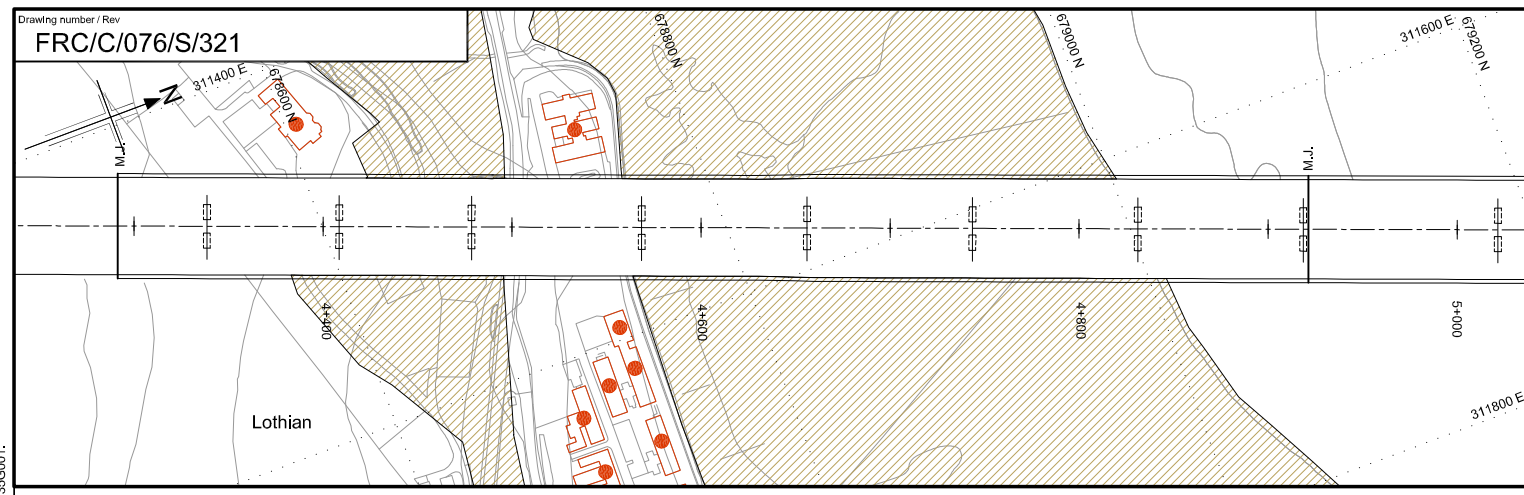 Drawing number / Rev
FRC/C/076/S/321
311400 E
678600 N
N
M.J.
678800 N
679000 N
311600 E
679200 N
M.J.
4+400
4+600
4+800
5+000
Lothian
311800 E